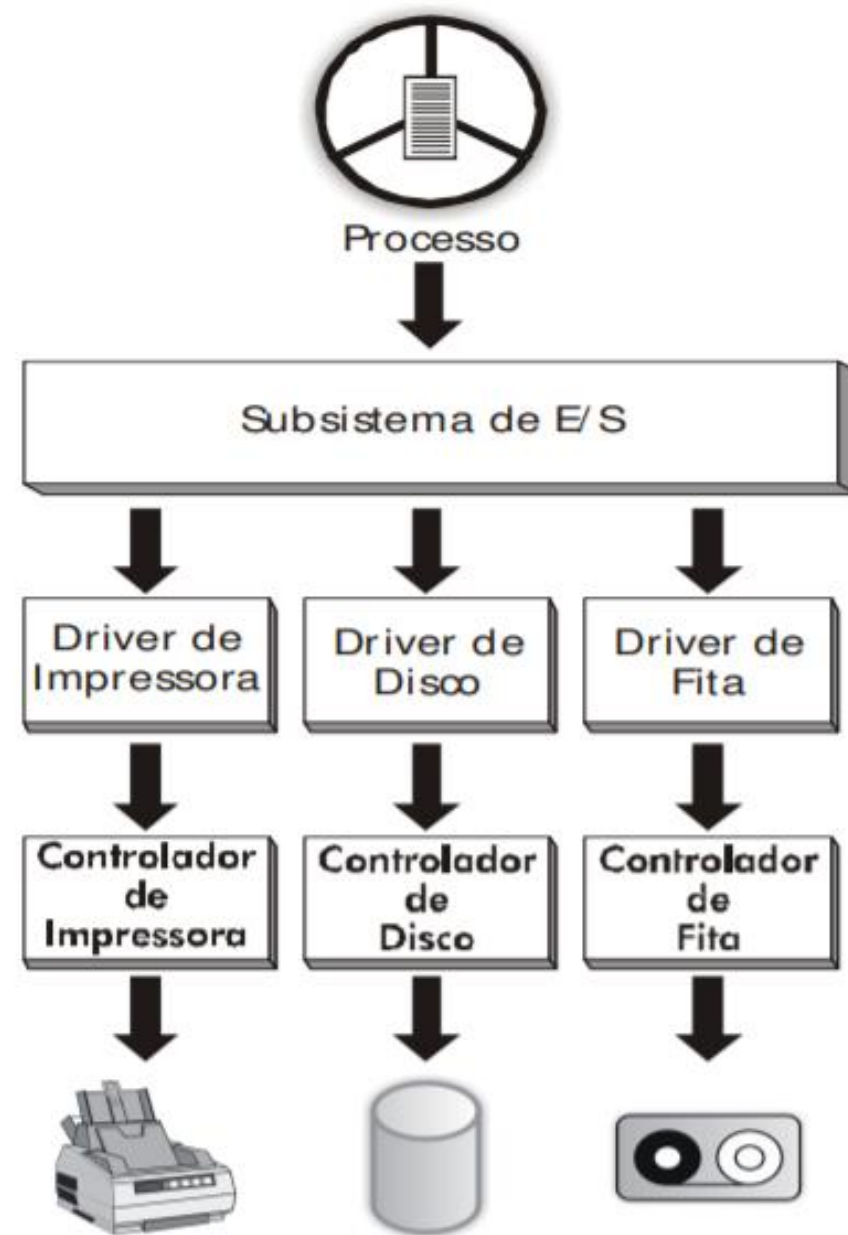 Processo
Subsistema de E/S
Driver de
Impressora
Driver de
Disco
Driver de
Fita
Controlador
de
Impressora
Controlador
de
Disco
Controlador
de
Fita